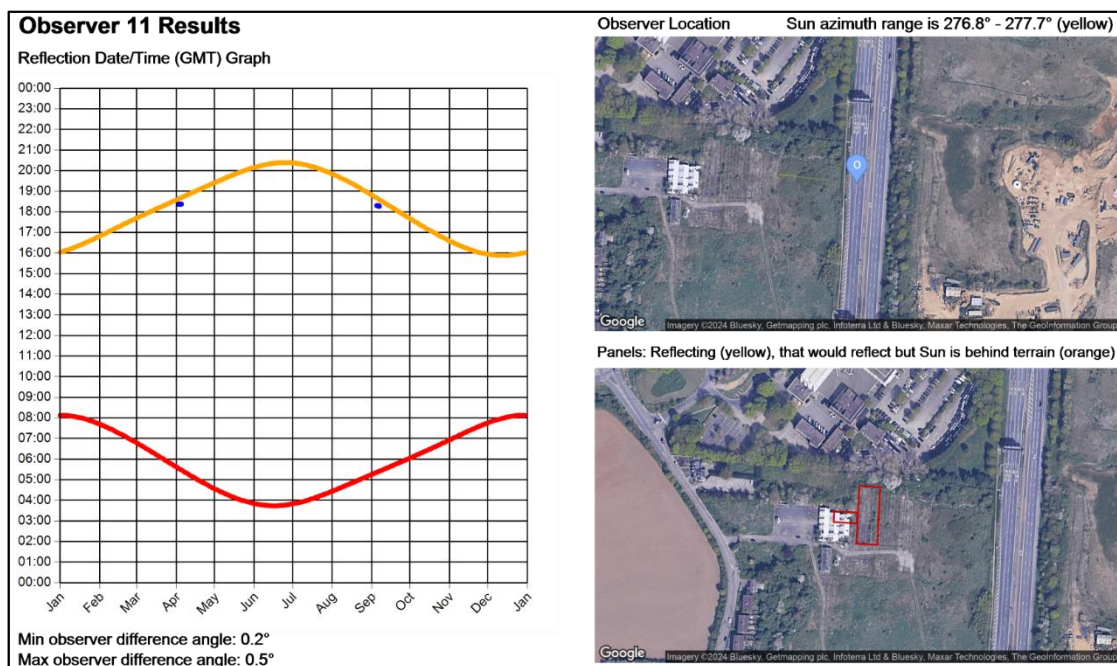 Observer 11 Results
Reflection Date/Time (GMT) Graph
00:00
23:00
22:00
21:00
20:00
19:00
18:00
17:00
16:00
15:00
14:00
13:00
12:00
11:00
10:00
09:00
08:00
07:00
06:00
05:00
04:00
03:00
02:00
01:00
00:00
Jan
Feb
Mar
Apr
May
Jun
Jul
Aug
Sep
Oct
Nov
Dec
Jan
Min observer difference angle: 0.2°
Max observer difference angle: 0.5°
Observer Location
Sun azimuth range is 276.8° - 277.7° (yellow)
O
Google
Imagery ©2024 Bluesky, Getmapping plc, Infoterra Ltd & Bluesky, Maxar Technologies, The GeoInformation Group
Panels: Reflecting (yellow), that would reflect but Sun is behind terrain (orange)
Google
Imagery ©2024 Bluesky, Getmapping plc, Infoterra Ltd & Bluesky, Maxar Technologies, The GeoInformation Group